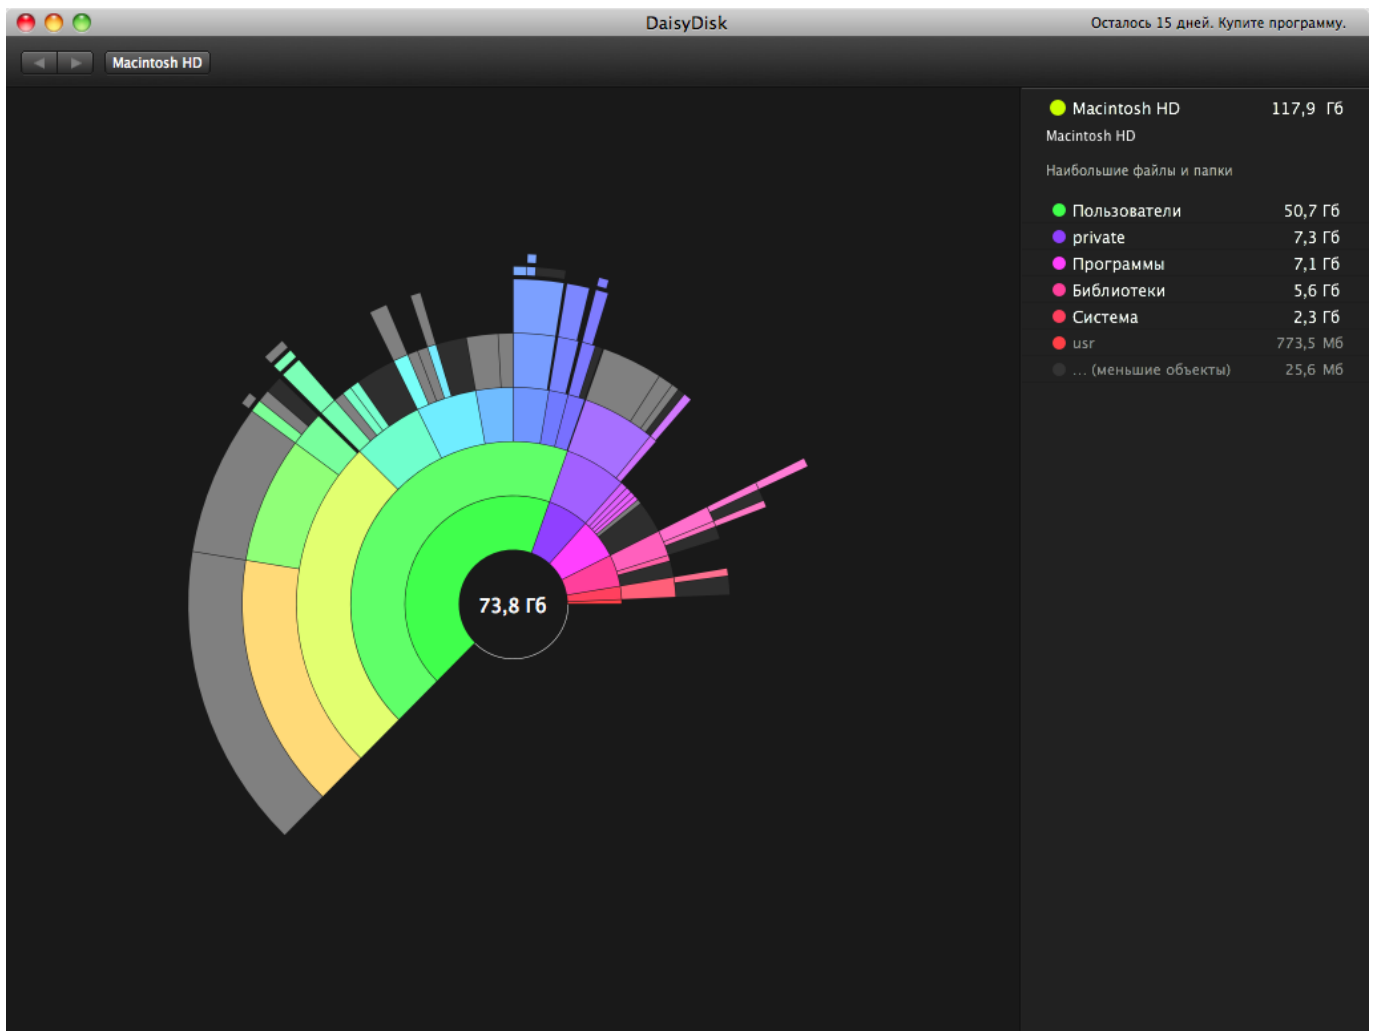 DaisyDisk
Осталось 15 дней. Купите программу.
Macintosh HD
Macintosh HD 117,9 Гб
Macintosh HD
Наибольшие файлы и папки
Пользователи 50,7 Гб
private 7,3 Гб
Программы 7,1 Гб
Библиотеки 5,6 Гб
Система 2,3 Гб
usr 773,5 Мб
... (меньшие объекты) 25,6 Мб
73,8 Гб